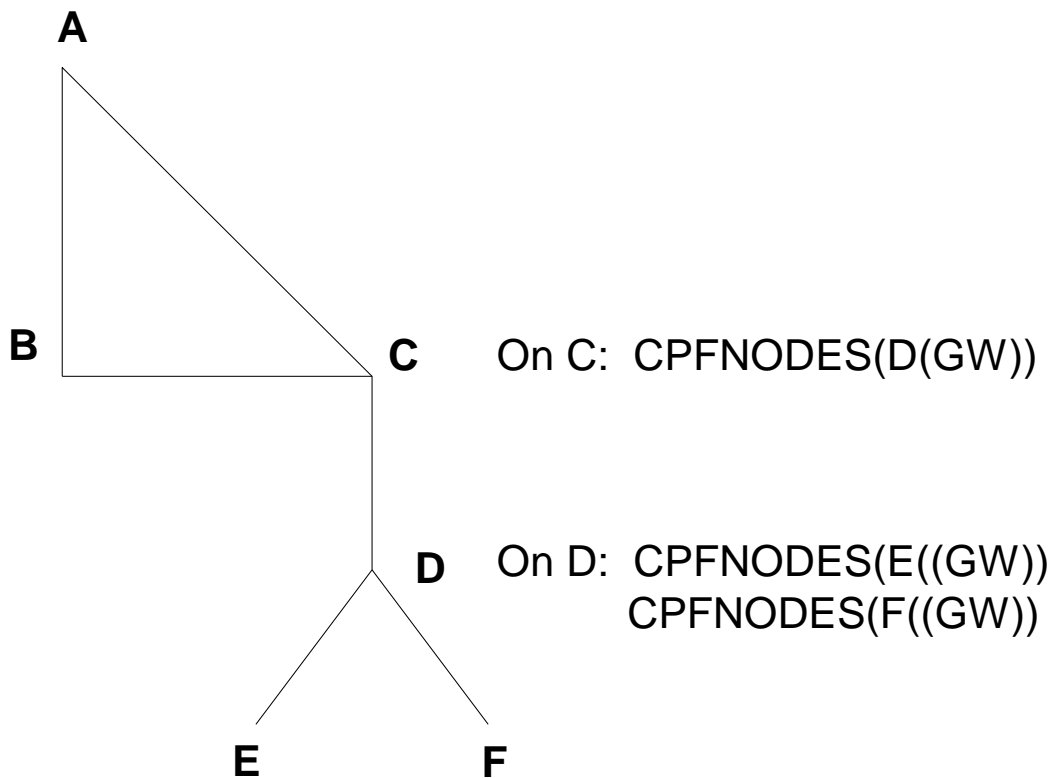 A
B
C
On C: CPFNODES(D(GW))
D
On D: CPFNODES(E((GW))
CPFNODES(F((GW))
E
F